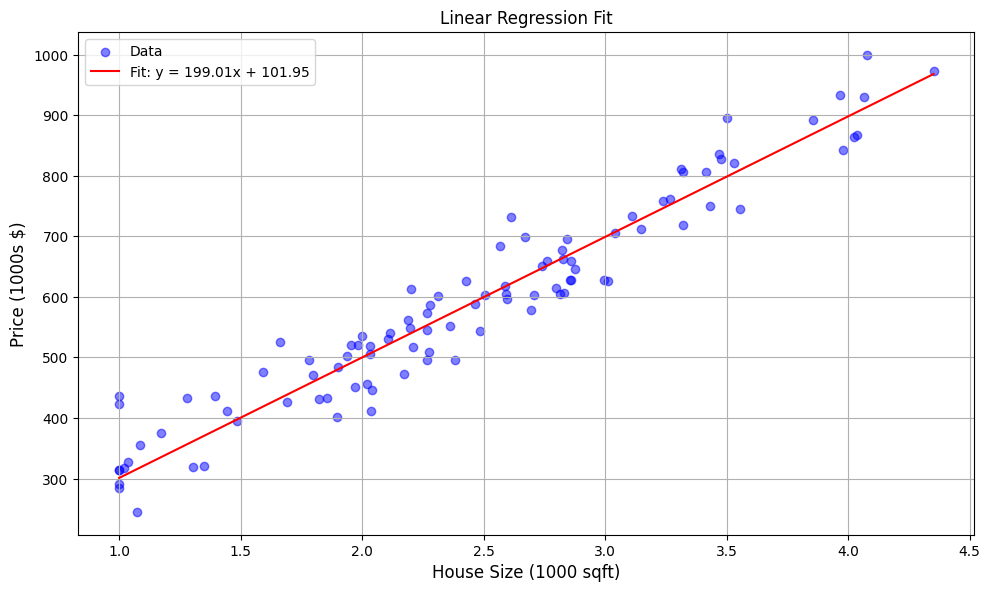 Linear Regression Fit
Data
Fit: y = 199.01x + 101.95
Price (1000s $)
1000
900
800
700
600
500
400
300
1.0 1.5 2.0 2.5 3.0 3.5 4.0 4.5
House Size (1000 sqft)